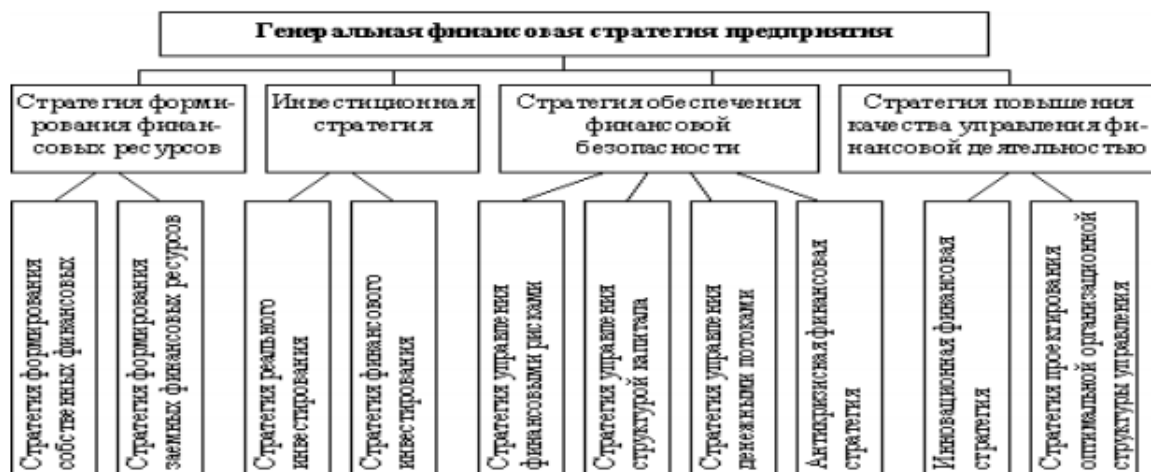 Генеральная финансовая стратегия предприятия
Стратегия форми-
рования финан-
совых ресурсов
Инвестиционная
стратегия
Стратегия обеспечения
финансовой
безопасности
Стратегия повышения
качества управления фи-
нансовой деятельностью
Стратегия формирования
собственных финансовых
Стратегия формирования
заемных финансовых ресурсов
Стратегия реального
инвестирования
Стратегия финансового
инвестирования
Стратегия управления
финансовыми рисками
Стратегия управления
структурой капитала
Стратегия управления
денежными потоками
Антикризисная финансовая
стратегия
Инновационная финансовая
стратегия
Стратегия проектирования
оптимальной организационной
структуры управления